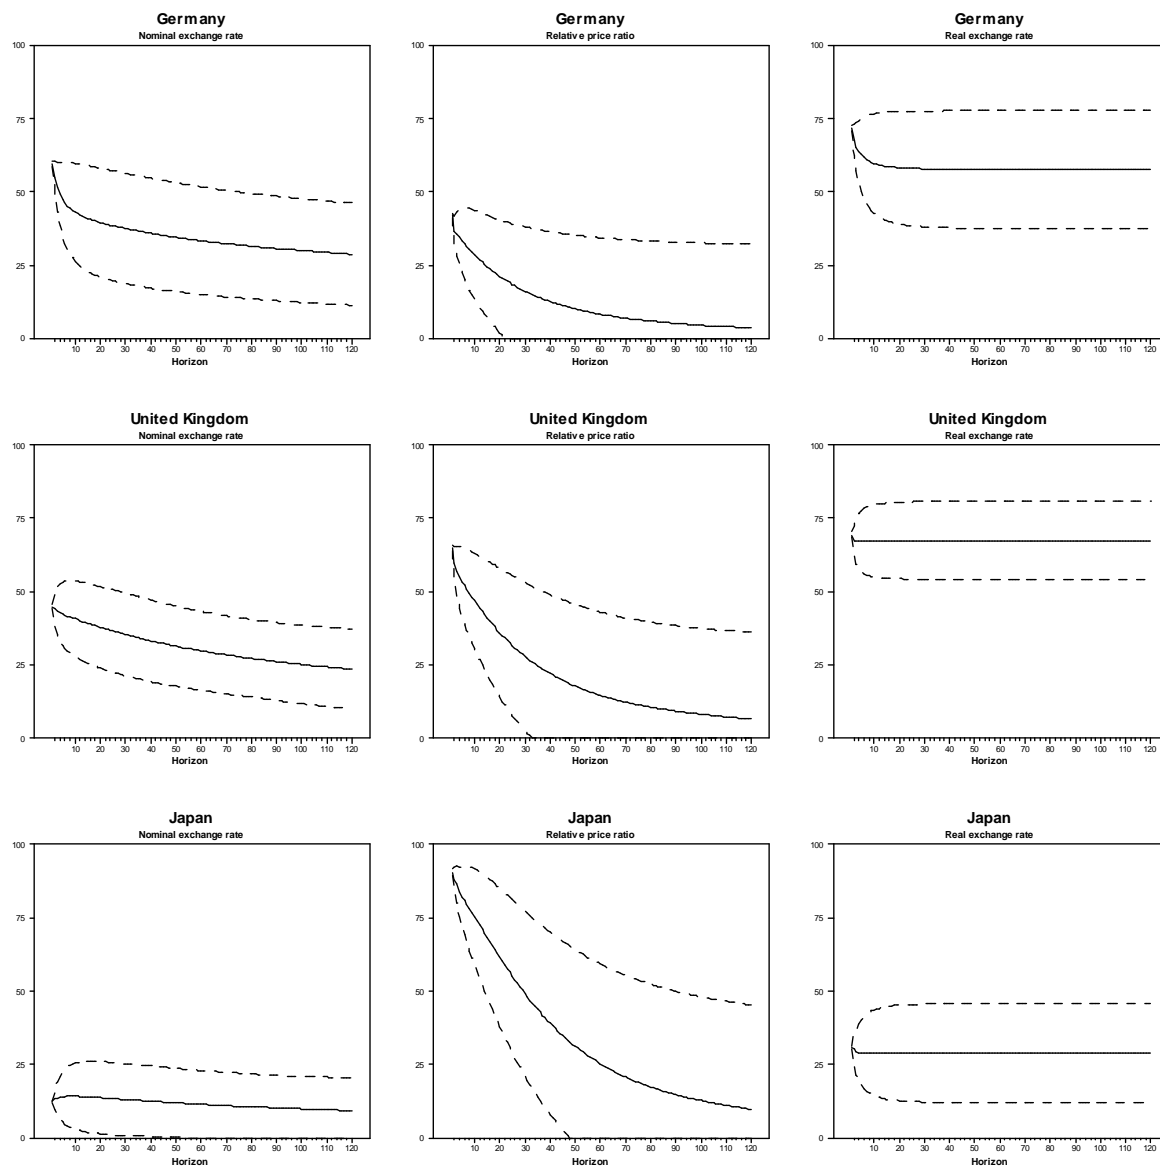 Germany Germany Germany
Nominal exchange rate Relative price ratio Real exchange rate
100 100 100
75 75 75
50 50 50
25 25 25
0 0 0
10 20 30 40 50 60 70 80 90 100 110 120 10 20 30 40 50 60 70 80 90 100 110 120 10 20 30 40 50 60 70 80 90 100 110 120
Horizon Horizon Horizon
United Kingdom United Kingdom United Kingdom
Nominal exchange rate Relative price ratio Real exchange rate
100 100 100
75 75 75
50 50 50
25 25 25
0 0 0
10 20 30 40 50 60 70 80 90 100 110 120 10 20 30 40 50 60 70 80 90 100 110 120 10 20 30 40 50 60 70 80 90 100 110 120
Horizon Horizon Horizon
Japan Japan Japan
Nominal exchange rate Relative price ratio Real exchange rate
100 100 100
75 75 75
50 50 50
25 25 25
0 0 0
10 20 30 40 50 60 70 80 90 100 110 120 10 20 30 40 50 60 70 80 90 100 110 120 10 20 30 40 50 60 70 80 90 100 110 120
Horizon Horizon Horizon